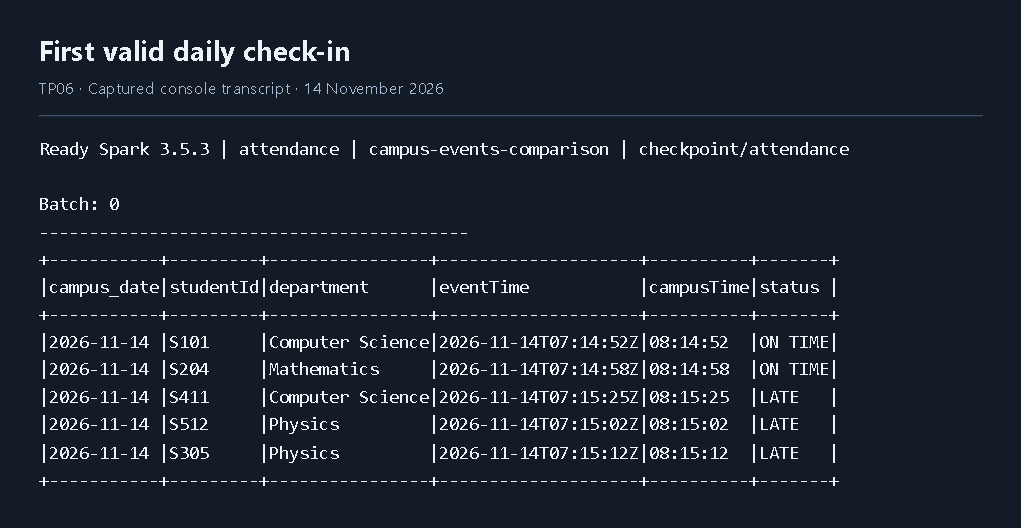 First valid daily check-in
TP06 · Captured console transcript · 14 November 2026
Ready Spark 3.5.3 | attendance | campus-events-comparison | checkpoint/attendance
Batch: 0
-------------------------------------------
+-----------+---------+----------------+--------------------+----------+-------+
|campus_date|studentId|department      |eventTime           |campusTime|status |
+-----------+---------+----------------+--------------------+----------+-------+
|2026-11-14 |S101     |Computer Science|2026-11-14T07:14:52Z|08:14:52  |ON TIME|
|2026-11-14 |S204     |Mathematics     |2026-11-14T07:14:58Z|08:14:58  |ON TIME|
|2026-11-14 |S411     |Computer Science|2026-11-14T07:15:25Z|08:15:25  |LATE   |
|2026-11-14 |S512     |Physics         |2026-11-14T07:15:02Z|08:15:02  |LATE   |
|2026-11-14 |S305     |Physics         |2026-11-14T07:15:12Z|08:15:12  |LATE   |
+-----------+---------+----------------+--------------------+----------+-------+